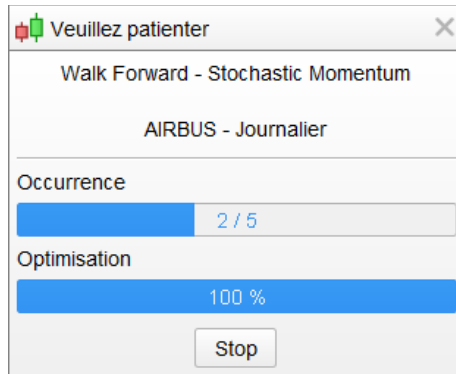 Veuillez patienter
Walk Forward - Stochastic Momentum
AIRBUS - Journalier
Occurrence
2 / 5
Optimisation
100 %
Stop